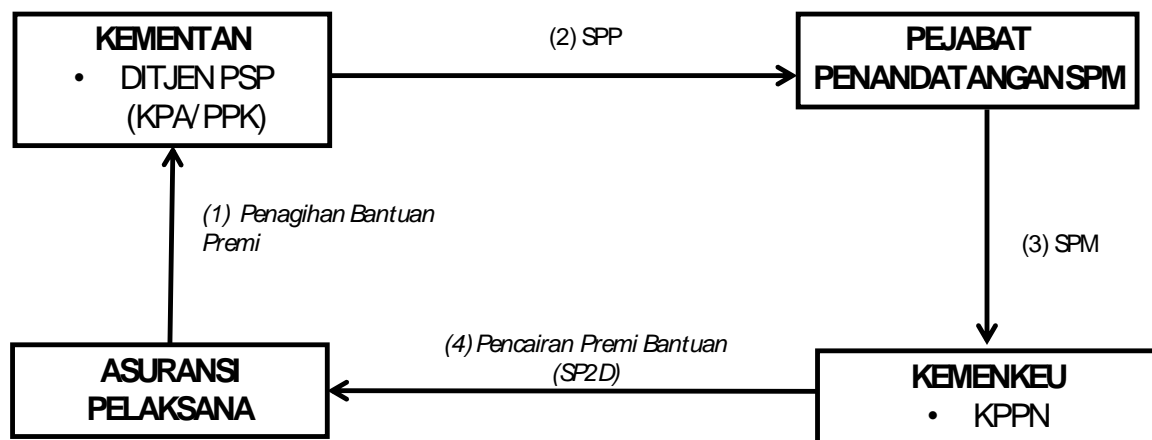 KEMENTAN
• DITJEN PSP
(KPA/ PPK)
(2) SPP
PEJABAT
PENANDATANGAN SPM
(1) Penagihan Bantuan
Premi
(3) SPM
ASURANSI
PELAKSANA
(4) Pencairan Premi Bantuan
(SP2D)
KEMENKEU
• KPPN